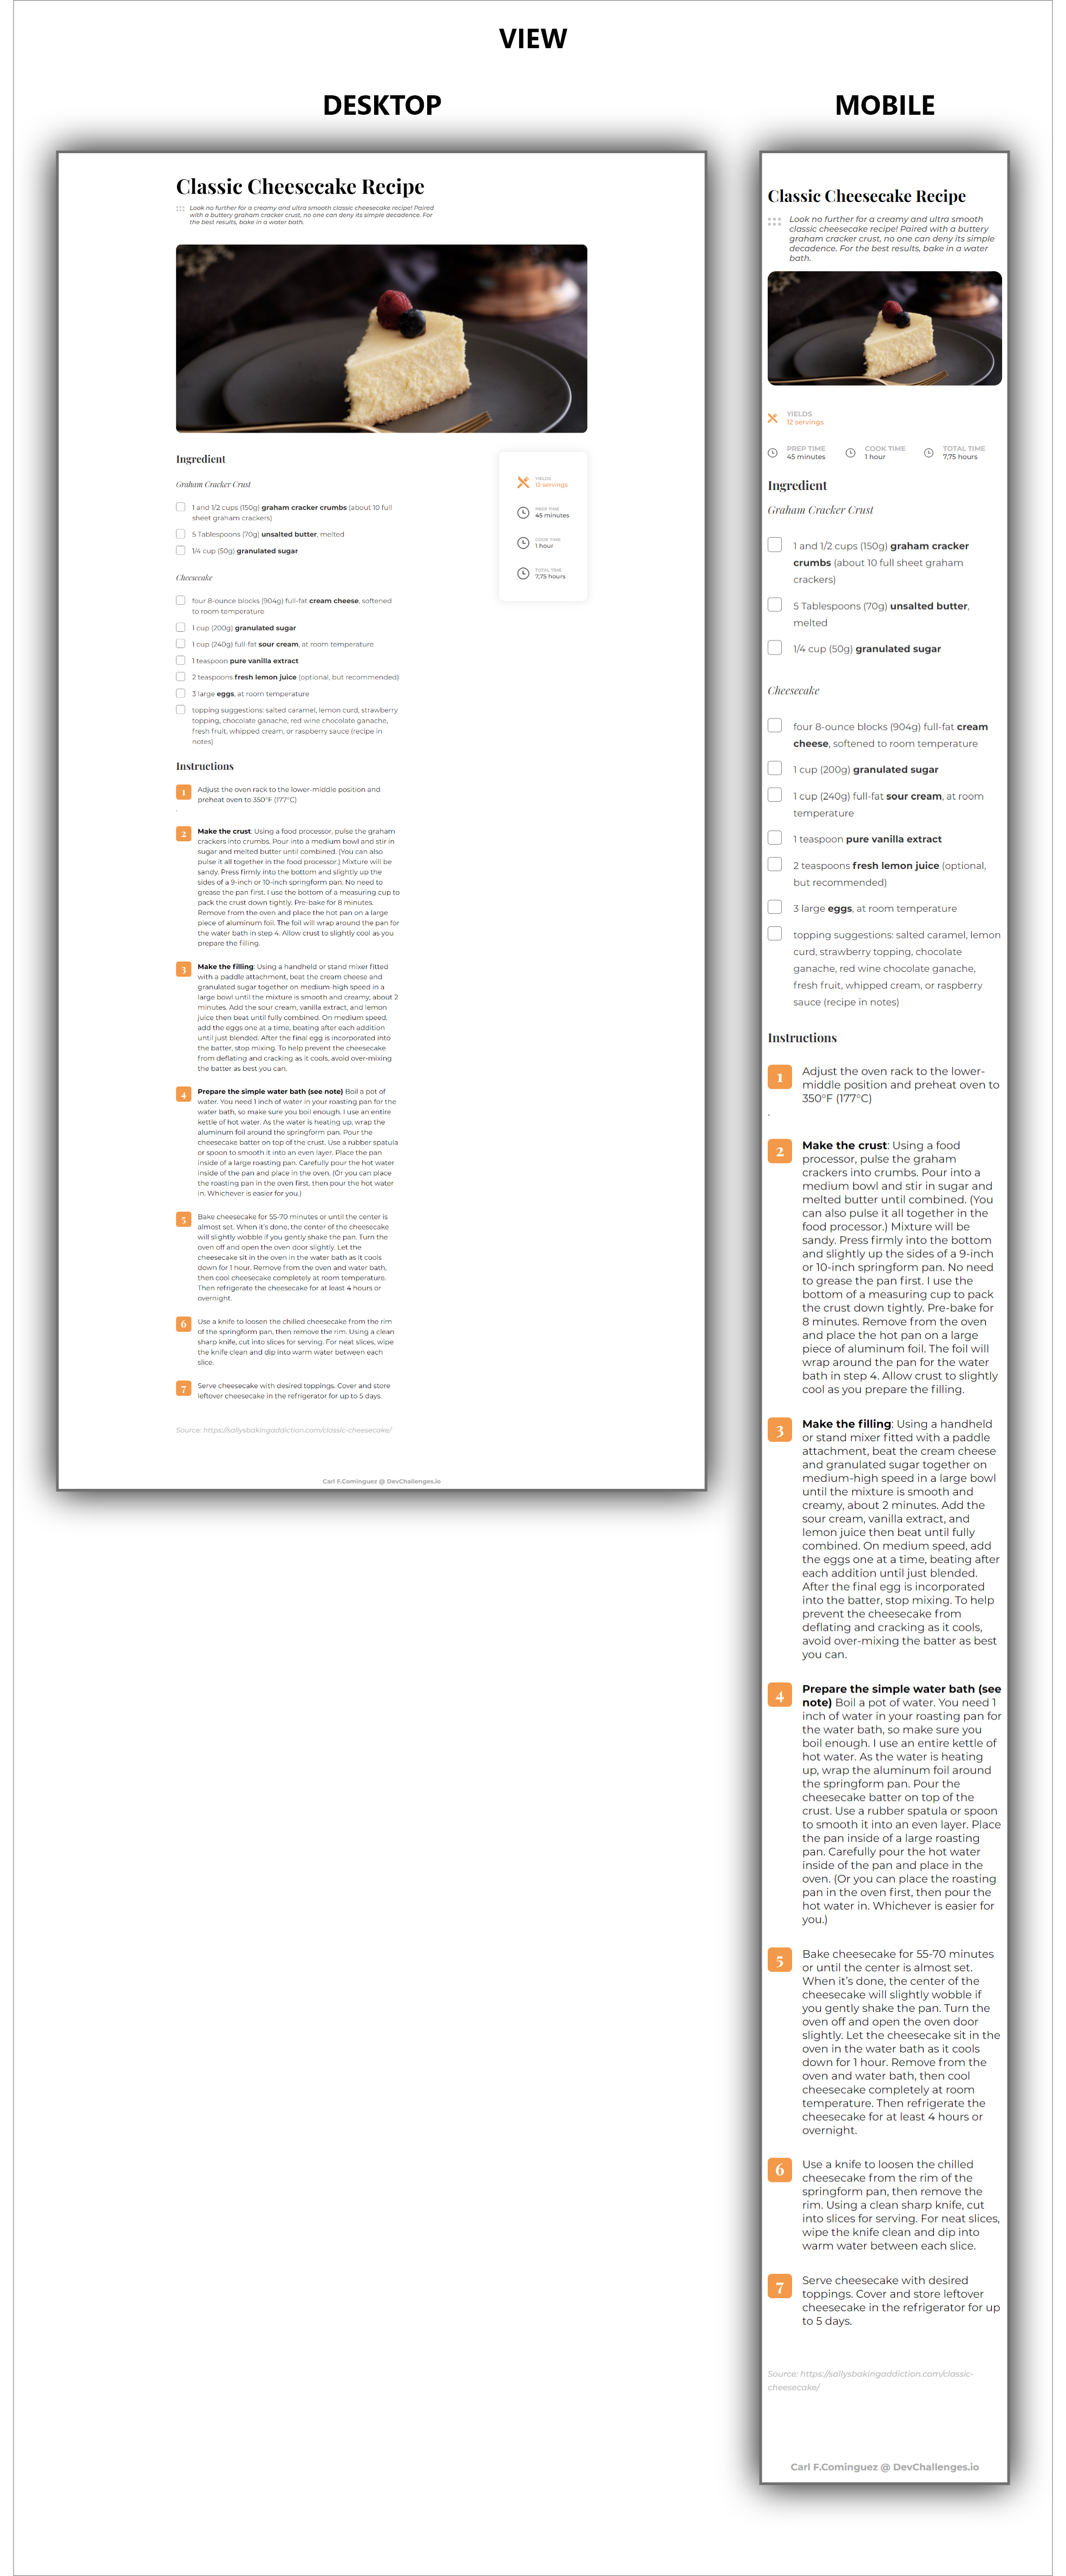 VIEW
DESKTOP
Classic Cheesecake Recipe
Look no further for a creamy and ultra smooth classic cheesecake recipe! Paired
with a buttery graham cracker crust, no one can deny its simple decadence. For
the best results, bake in a water bath.
Ingredient
Graham Cracker Crust
1 and 1/2 cups (150g) graham cracker crumbs (about 10 full
sheet graham crackers)
5 Tablespoons (70g) unsalted butter, melted
1/4 cup (50g) granulated sugar
Cheesecake
four 8-ounce blocks (904g) full-fat cream cheese, softened
to room temperature
1 cup (200g) granulated sugar
1 cup (240g) full-fat sour cream, at room temperature
1 teaspoon pure vanilla extract
2 teaspoons fresh lemon juice (optional, but recommended)
3 large eggs, at room temperature
topping suggestions: salted caramel, lemon curd, strawberry
topping, chocolate ganache, red wine chocolate ganache,
fresh fruit, whipped cream, or raspberry sauce (recipe in
notes)
YIELDS
12 servings
PREP TIME
45 minutes
COOK TIME
1 hour
TOTAL TIME
7,75 hours
Instructions
1 Adjust the oven rack to the lower-middle position and
preheat oven to 350°F (177°C)
.
2 Make the crust: Using a food processor, pulse the graham
crackers into crumbs. Pour into a medium bowl and stir in
sugar and melted butter until combined. (You can also
pulse it all together in the food processor.) Mixture will be
sandy. Press firmly into the bottom and slightly up the
sides of a 9-inch or 10-inch springform pan. No need to
grease the pan first. I use the bottom of a measuring cup to
pack the crust down tightly. Pre-bake for 8 minutes.
Remove from the oven and place the hot pan on a large
piece of aluminum foil. The foil will wrap around the pan for
the water bath in step 4. Allow crust to slightly cool as you
prepare the filling.
3 Make the filling: Using a handheld or stand mixer fitted
with a paddle attachment, beat the cream cheese and
granulated sugar together on medium-high speed in a
large bowl until the mixture is smooth and creamy, about 2
minutes. Add the sour cream, vanilla extract, and lemon
juice then beat until fully combined. On medium speed,
add the eggs one at a time, beating after each addition
until just blended. After the final egg is incorporated into
the batter, stop mixing. To help prevent the cheesecake
from deflating and cracking as it cools, avoid over-mixing
the batter as best you can.
4 Prepare the simple water bath (see note) Boil a pot of
water. You need 1 inch of water in your roasting pan for the
water bath, so make sure you boil enough. I use an entire
kettle of hot water. As the water is heating up, wrap the
aluminum foil around the springform pan. Pour the
cheesecake batter on top of the crust. Use a rubber spatula
or spoon to smooth it into an even layer. Place the pan
inside of a large roasting pan. Carefully pour the hot water
inside of the pan and place in the oven. (Or you can place
the roasting pan in the oven first, then pour the hot water
in. Whichever is easier for you.)
5 Bake cheesecake for 55-70 minutes or until the center is
almost set. When it's done, the center of the cheesecake
will slightly wobble if you gently shake the pan. Turn the
oven off and open the oven door slightly. Let the
cheesecake sit in the oven in the water bath as it cools
down for 1 hour. Remove from the oven and water bath,
then cool cheesecake completely at room temperature.
Then refrigerate the cheesecake for at least 4 hours or
overnight.
6 Use a knife to loosen the chilled cheesecake from the rim
of the springform pan, then remove the rim. Using a clean
sharp knife, cut into slices for serving. For neat slices, wipe
the knife clean and dip into warm water between each
slice.
7 Serve cheesecake with desired toppings. Cover and store
leftover cheesecake in the refrigerator for up to 5 days.
Source: https://sallysbakingaddiction.com/classic-cheesecake/
Carl F.Cominguez @ DevChallenges.io
MOBILE
Classic Cheesecake Recipe
Look no further for a creamy and ultra smooth
classic cheesecake recipe! Paired with a buttery
graham cracker crust, no one can deny its simple
decadence. For the best results, bake in a water
bath.
YIELDS
12 servings
PREP TIME
45 minutes
COOK TIME
1 hour
TOTAL TIME
7,75 hours
Ingredient
Graham Cracker Crust
1 and 1/2 cups (150g) graham cracker
crumbs (about 10 full sheet graham
crackers)
5 Tablespoons (70g) unsalted butter,
melted
1/4 cup (50g) granulated sugar
Cheesecake
four 8-ounce blocks (904g) full-fat cream
cheese, softened to room temperature
1 cup (200g) granulated sugar
1 cup (240g) full-fat sour cream, at room
temperature
1 teaspoon pure vanilla extract
2 teaspoons fresh lemon juice (optional,
but recommended)
3 large eggs, at room temperature
topping suggestions: salted caramel, lemon
curd, strawberry topping, chocolate
ganache, red wine chocolate ganache,
fresh fruit, whipped cream, or raspberry
sauce (recipe in notes)
Instructions
1 Adjust the oven rack to the lower-
middle position and preheat oven to
350°F (177°C)
.
2 Make the crust: Using a food
processor, pulse the graham
crackers into crumbs. Pour into a
medium bowl and stir in sugar and
melted butter until combined. (You
can also pulse it all together in the
food processor.) Mixture will be
sandy. Press firmly into the bottom
and slightly up the sides of a 9-inch
or 10-inch springform pan. No need
to grease the pan first. I use the
bottom of a measuring cup to pack
the crust down tightly. Pre-bake for
8 minutes. Remove from the oven
and place the hot pan on a large
piece of aluminum foil. The foil will
wrap around the pan for the water
bath in step 4. Allow crust to slightly
cool as you prepare the filling.
3 Make the filling: Using a handheld
or stand mixer fitted with a paddle
attachment, beat the cream cheese
and granulated sugar together on
medium-high speed in a large bowl
until the mixture is smooth and
creamy, about 2 minutes. Add the
sour cream, vanilla extract, and
lemon juice then beat until fully
combined. On medium speed, add
the eggs one at a time, beating after
each addition until just blended.
After the final egg is incorporated
into the batter, stop mixing. To help
prevent the cheesecake from
deflating and cracking as it cools,
avoid over-mixing the batter as best
you can.
4 Prepare the simple water bath (see
note) Boil a pot of water. You need 1
inch of water in your roasting pan for
the water bath, so make sure you
boil enough. I use an entire kettle of
hot water. As the water is heating
up, wrap the aluminum foil around
the springform pan. Pour the
cheesecake batter on top of the
crust. Use a rubber spatula or spoon
to smooth it into an even layer. Place
the pan inside of a large roasting
pan. Carefully pour the hot water
inside of the pan and place in the
oven. (Or you can place the roasting
pan in the oven first, then pour the
hot water in. Whichever is easier for
you.)
5 Bake cheesecake for 55-70 minutes
or until the center is almost set.
When it's done, the center of the
cheesecake will slightly wobble if
you gently shake the pan. Turn the
oven off and open the oven door
slightly. Let the cheesecake sit in the
oven in the water bath as it cools
down for 1 hour. Remove from the
oven and water bath, then cool
cheesecake completely at room
temperature. Then refrigerate the
cheesecake for at least 4 hours or
overnight.
6 Use a knife to loosen the chilled
cheesecake from the rim of the
springform pan, then remove the
rim. Using a clean sharp knife, cut
into slices for serving. For neat slices,
wipe the knife clean and dip into
warm water between each slice.
7 Serve cheesecake with desired
toppings. Cover and store leftover
cheesecake in the refrigerator for up
to 5 days.
Source: https://sallysbakingaddiction.com/classic-
cheesecake/
Carl F.Cominguez @ DevChallenges.io